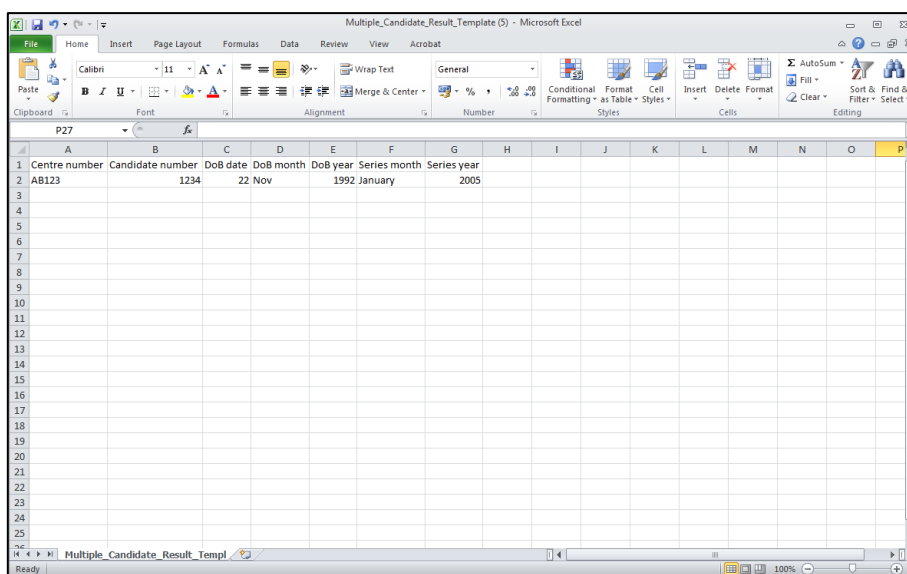 Multiple_Candidate_Result_Template (5) - Microsoft Excel
File Home Insert Page Layout Formulas Data Review View Acrobat
Calibri 11 A A Wrap Text General Σ AutoSum
Fill
Paste B I U A Merge & Center % , .0 .00 .00 .0 Conditional Format Cell Insert Delete Format Sort & Find &
Formatting as Table Styles Clear Filter Select
Clipboard Font Alignment Number Styles Cells Editing
P27 fx
A B C D E F G H I J K L M N O P
1 Centre number Candidate number DoB date DoB month DoB year Series month Series year
2 AB123 1234 22 Nov 1992 January 2005
3
4
5
6
7
8
9
10
11
12
13
14
15
16
17
18
19
20
21
22
23
24
25
26
Multiple_Candidate_Result_Templ
Ready 100%